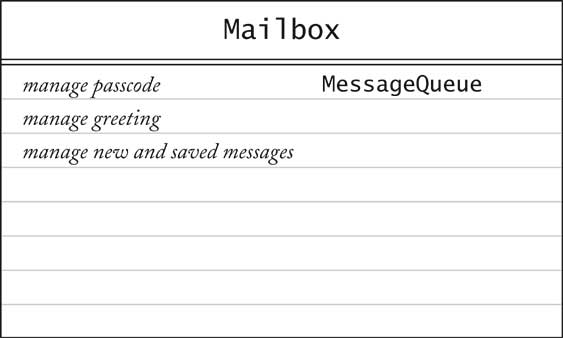 Mailbox
manage passcode MessageQueue
manage greeting
manage new and saved messages